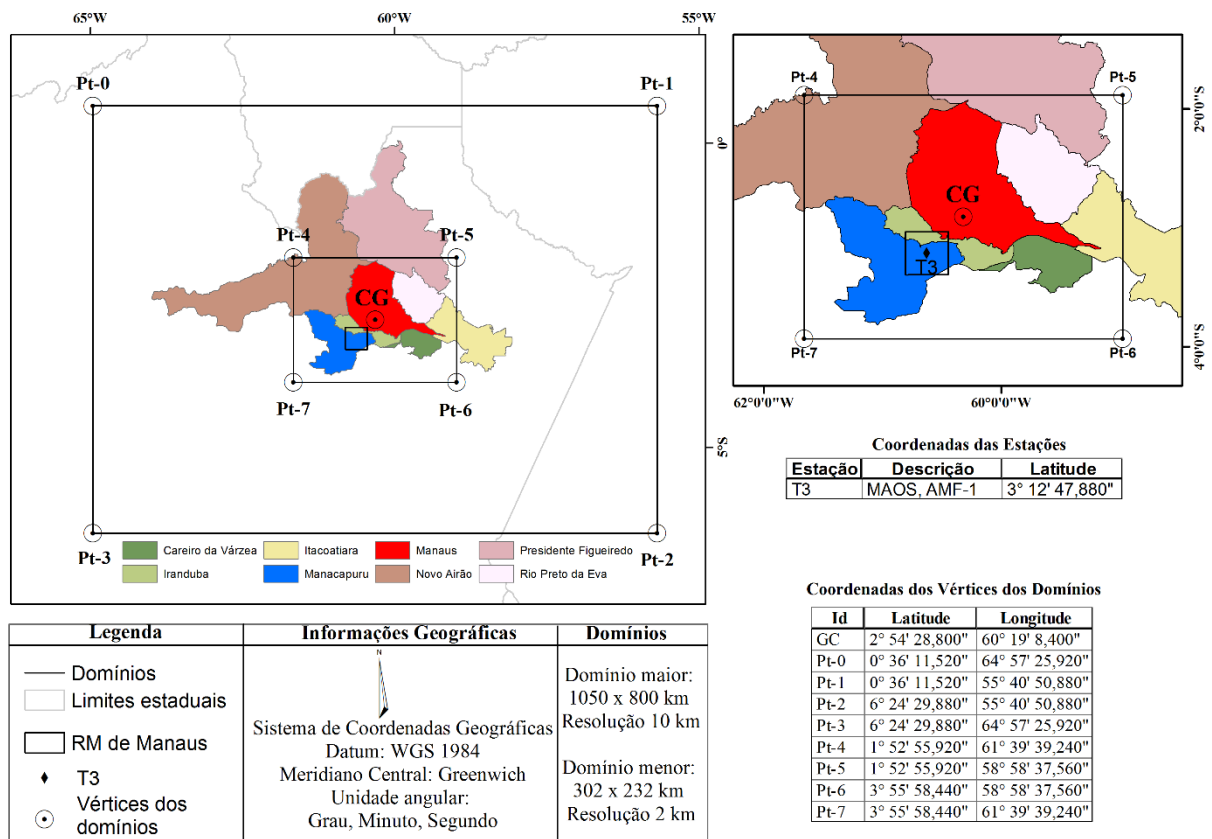 65°W
60°W
55°W
Pt-0
Pt-1
0°
Pt-4
Pt-5
CG
Pt-7
Pt-6
5°S
Pt-3
Pt-2
Careiro da Várzea
Itacoatiara
Manaus
Presidente Figueiredo
Iranduba
Manacapuru
Novo Airão
Rio Preto da Eva
Pt-4
Pt-5
2°0'0"S
CG
T3
Pt-7
Pt-6
4°0'0"S
62°0'0"W
60°0'0"W
Coordenadas das Estações
Estação Descrição Latitude
T3 MAOS, AMF-1 3° 12' 47,880"
Coordenadas dos Vértices dos Domínios
Id Latitude Longitude
GC 2° 54' 28,800" 60° 19' 8,400"
Pt-0 0° 36' 11,520" 64° 57' 25,920"
Pt-1 0° 36' 11,520" 55° 40' 50,880"
Pt-2 6° 24' 29,880" 55° 40' 50,880"
Pt-3 6° 24' 29,880" 64° 57' 25,920"
Pt-4 1° 52' 55,920" 61° 39' 39,240"
Pt-5 1° 52' 55,920" 58° 58' 37,560"
Pt-6 3° 55' 58,440" 58° 58' 37,560"
Pt-7 3° 55' 58,440" 61° 39' 39,240"
Legenda
Domínios
Limites estaduais
RM de Manaus
T3
Vértices dos
domínios
Informações Geográficas
N
Sistema de Coordenadas Geográficas
Datum: WGS 1984
Meridiano Central: Greenwich
Unidade angular:
Grau, Minuto, Segundo
Domínios
Domínio maior:
1050 x 800 km
Resolução 10 km
Domínio menor:
302 x 232 km
Resolução 2 km